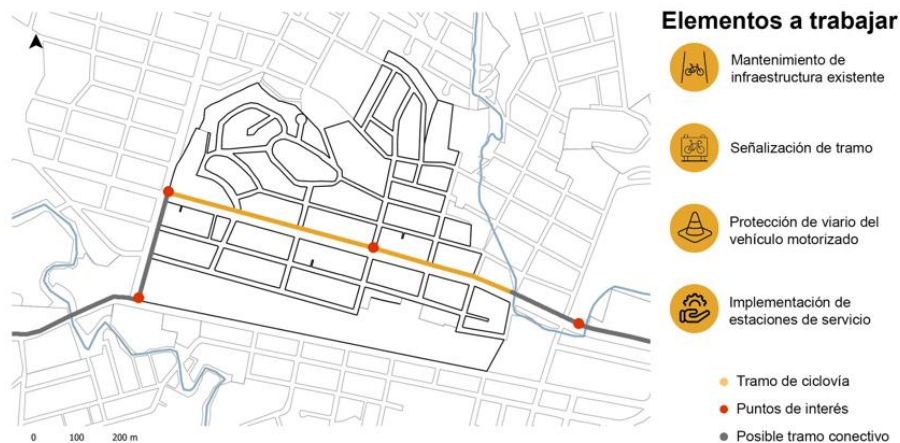 Elementos a trabajar
Mantenimiento de
infraestructura existente
Señalización de tramo
Protección de viario del
vehículo motorizado
Implementación de
estaciones de servicio
Tramo de ciclovía
Puntos de interés
Posible tramo conectivo
0 100 200 m